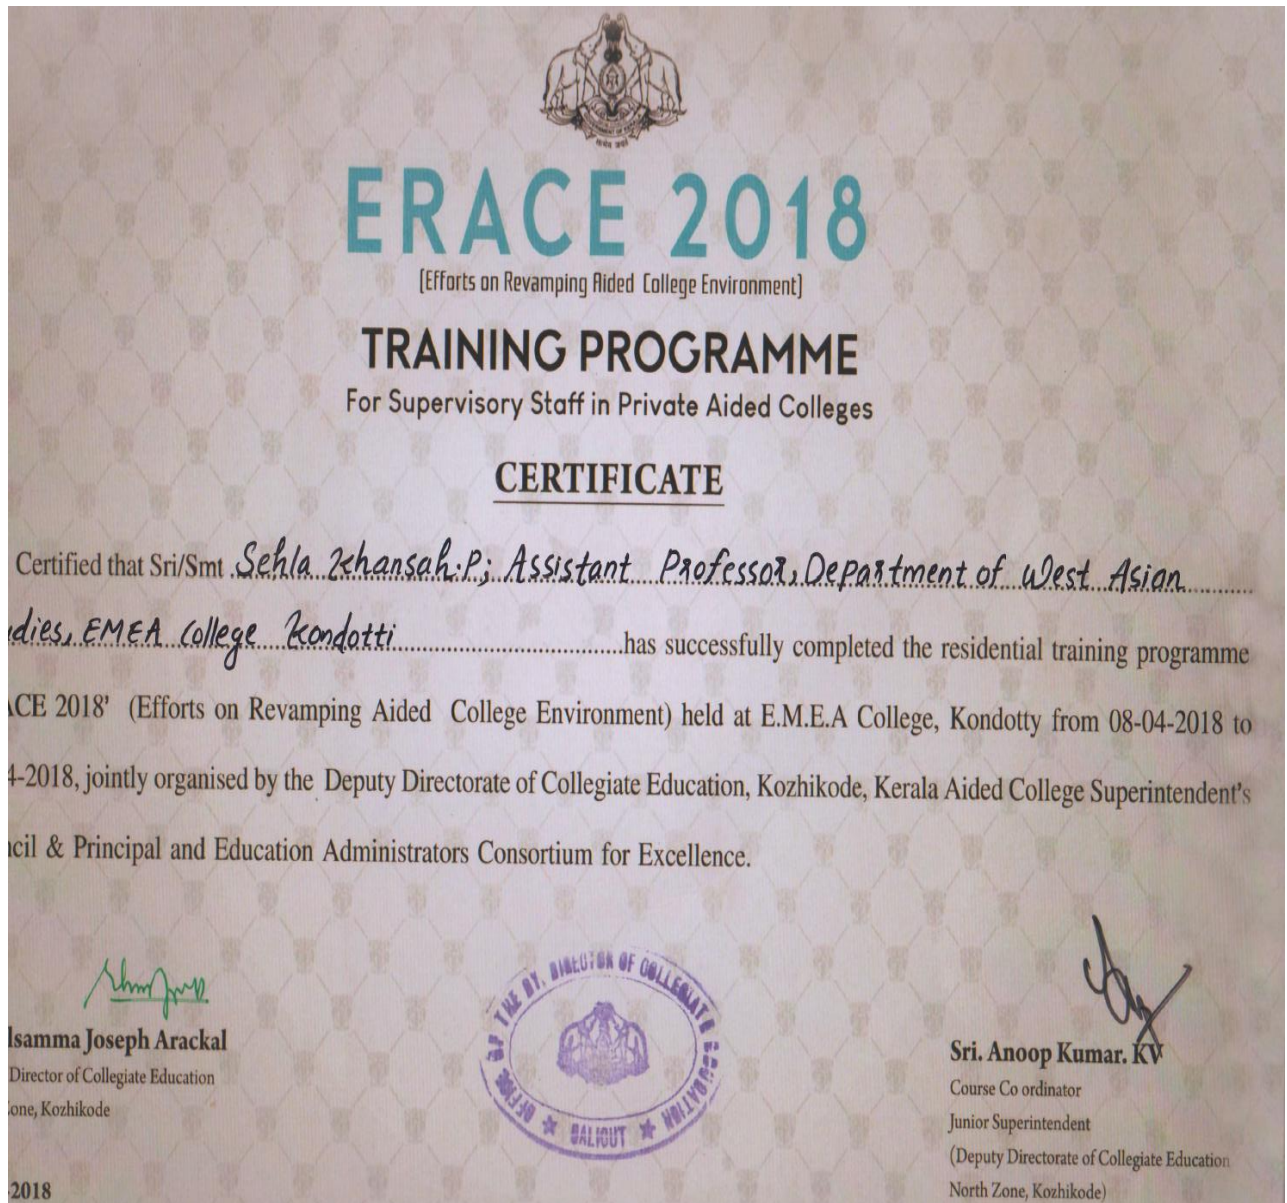 ERACE 2018
(Efforts on Revamping Aided College Environment)
TRAINING PROGRAMME
For Supervisory Staff in Private Aided Colleges
CERTIFICATE
Certified that Sri/Smt Sehla Khansah.P; Assistant Professor, Department of West Asian
dies, EMEA College Kondotti has successfully completed the residential training programme
ACE 2018' (Efforts on Revamping Aided College Environment) held at E.M.E.A College, Kondotty from 08-04-2018 to
4-2018, jointly organised by the Deputy Directorate of Collegiate Education, Kozhikode, Kerala Aided College Superintendent's
cil & Principal and Education Administrators Consortium for Excellence.
OFFICE OF THE DY. DIRECTOR OF COLLEGIATE EDUCATION
CALICUT
lsamma Joseph Arackal
Director of Collegiate Education
one, Kozhikode
2018
Sri. Anoop Kumar. KV
Course Co ordinator
Junior Superintendent
(Deputy Directorate of Collegiate Education
North Zone, Kozhikode)